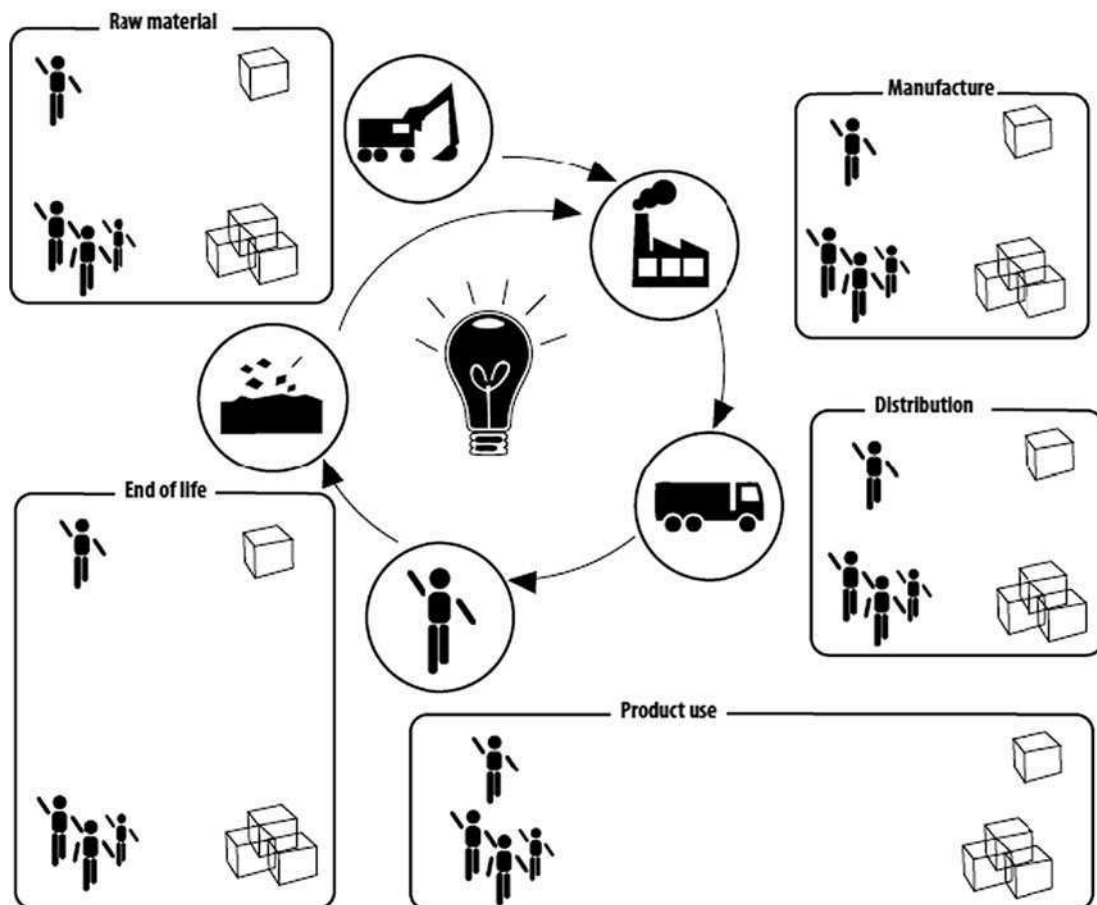 Raw material
Manufacture
Distribution
End of life
Product use